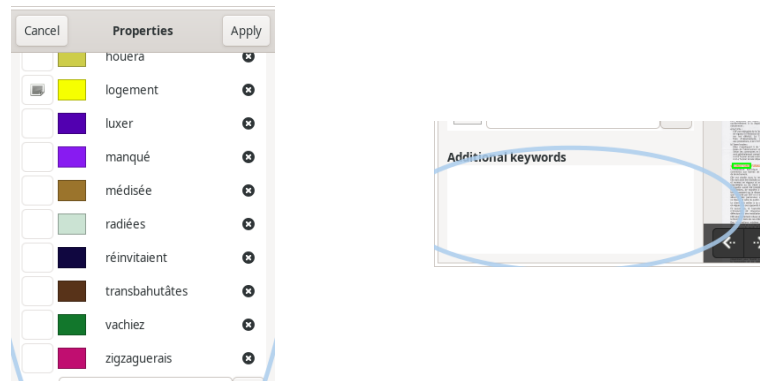 Cancel Properties Apply
houera
logement
luxer
manqué
médisée
radiées
réinvitaient
transbahutâtes
vachiez
zigzaguerais
Additional keywords